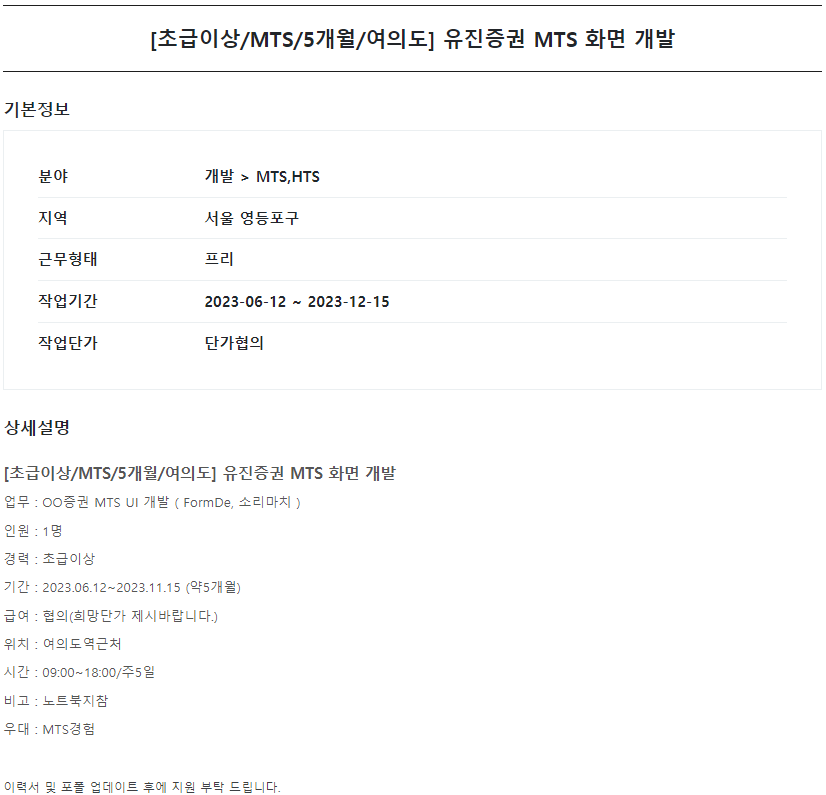 [초급이상/MTS/5개월/여의도] 유진증권 MTS 화면 개발
기본정보
분야 개발 > MTS,HTS
지역 서울 영등포구
근무형태 프리
작업기간 2023-06-12 ~ 2023-12-15
작업단가 단가협의
상세설명
[초급이상/MTS/5개월/여의도] 유진증권 MTS 화면 개발
업무 : OO증권 MTS UI 개발 ( FormDe, 소리마치 )
인원 : 1명
경력 : 초급이상
기간 : 2023.06.12~2023.11.15 (약5개월)
급여 : 협의(희망단가 제시바랍니다.)
위치 : 여의도역근처
시간 : 09:00~18:00/주5일
비고 : 노트북지참
우대 : MTS경험
이력서 및 포폴 업데이트 후에 지원 부탁 드립니다.